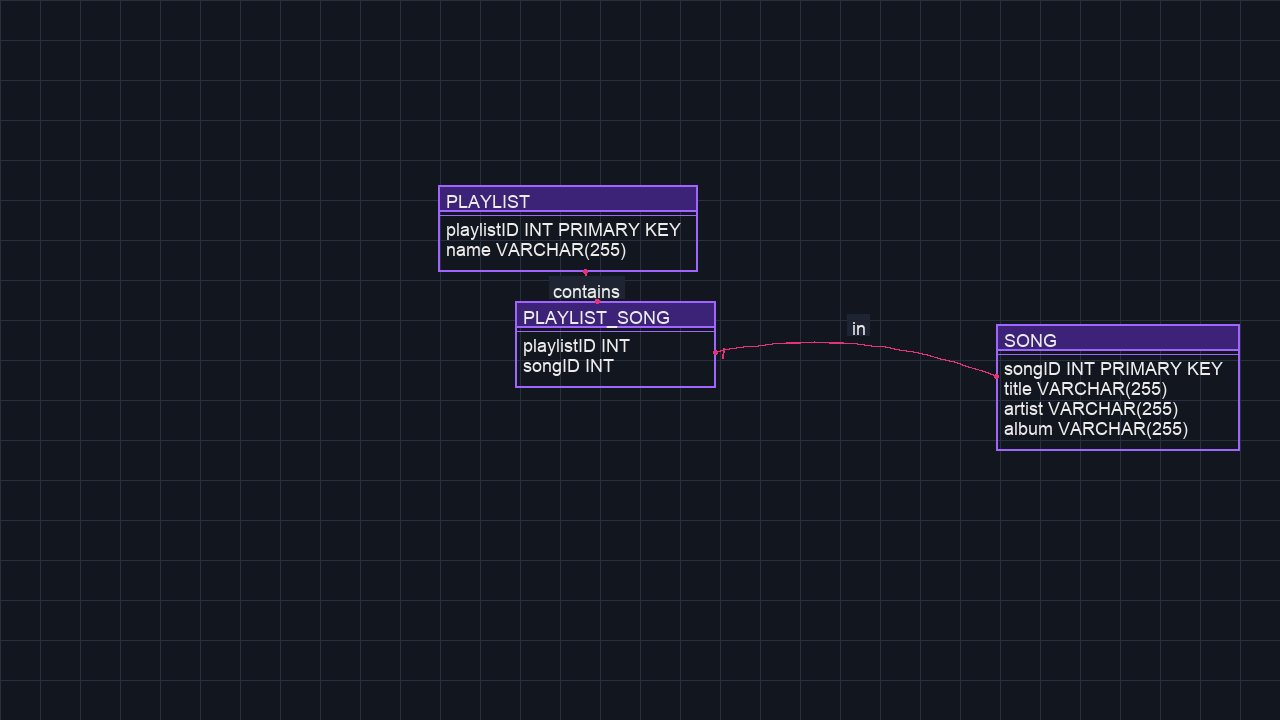 PLAYLIST
playlistID INT PRIMARY KEY
name VARCHAR(255)
contains
PLAYLIST_SONG
playlistID INT
songID INT
in
SONG
songID INT PRIMARY KEY
title VARCHAR(255)
artist VARCHAR(255)
album VARCHAR(255)